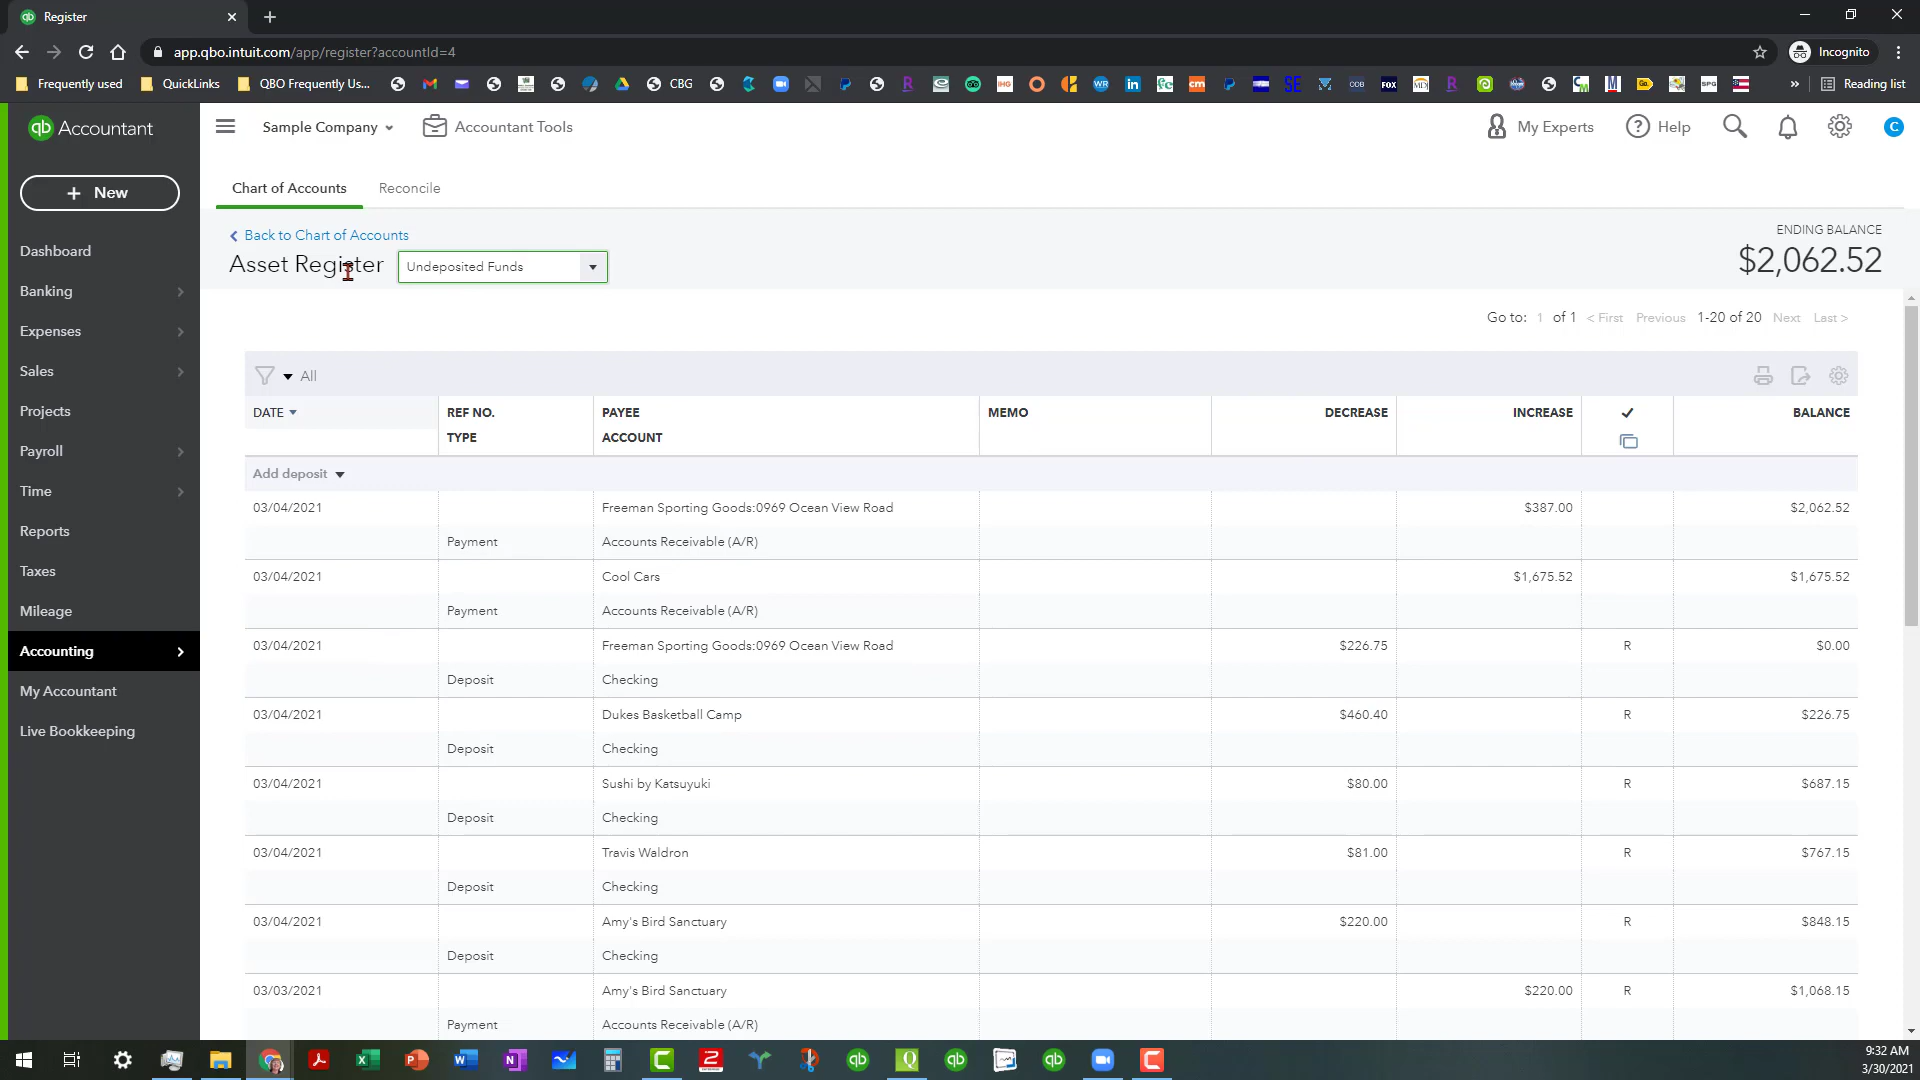 Register
app.qbo.intuit.com/app/register?accountId=4
Incognito
Frequently used
QuickLinks
QBO Frequently Us...
CBG
Reading list
qb Accountant
Sample Company
Accountant Tools
My Experts
Help
C
+ New
Chart of Accounts
Reconcile
Back to Chart of Accounts
Asset Register
Undeposited Funds
ENDING BALANCE
$2,062.52
Dashboard
Banking
Expenses
Sales
Projects
Payroll
Time
Reports
Taxes
Mileage
Accounting
My Accountant
Live Bookkeeping
Go to: 1 of 1 < First Previous 1-20 of 20 Next Last >
All
DATE REF NO. PAYEE MEMO DECREASE INCREASE ✓ BALANCE
TYPE ACCOUNT
Add deposit
03/04/2021 Freeman Sporting Goods:0969 Ocean View Road $387.00 $2,062.52
Payment Accounts Receivable (A/R)
03/04/2021 Cool Cars $1,675.52 $1,675.52
Payment Accounts Receivable (A/R)
03/04/2021 Freeman Sporting Goods:0969 Ocean View Road $226.75 R $0.00
Deposit Checking
03/04/2021 Dukes Basketball Camp $460.40 R $226.75
Deposit Checking
03/04/2021 Sushi by Katsuyuki $80.00 R $687.15
Deposit Checking
03/04/2021 Travis Waldron $81.00 R $767.15
Deposit Checking
03/04/2021 Amy's Bird Sanctuary $220.00 R $848.15
Deposit Checking
03/03/2021 Amy's Bird Sanctuary $220.00 R $1,068.15
Payment Accounts Receivable (A/R)
9:32 AM
3/30/2021